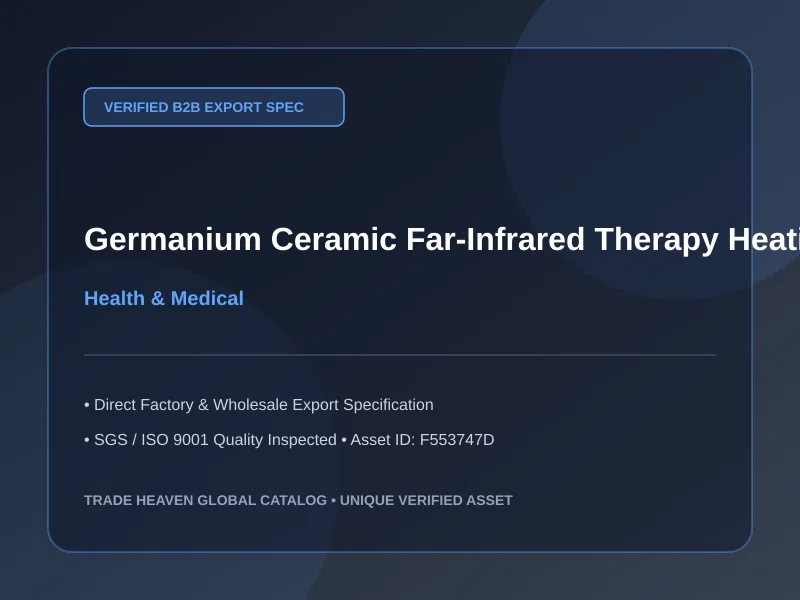 VERIFIED B2B EXPORT SPEC
Germanium Ceramic Far-Infrared Therapy Heati
Health & Medical
• Direct Factory & Wholesale Export Specification
• SGS / ISO 9001 Quality Inspected • Asset ID: F553747D
TRADE HEAVEN GLOBAL CATALOG • UNIQUE VERIFIED ASSET